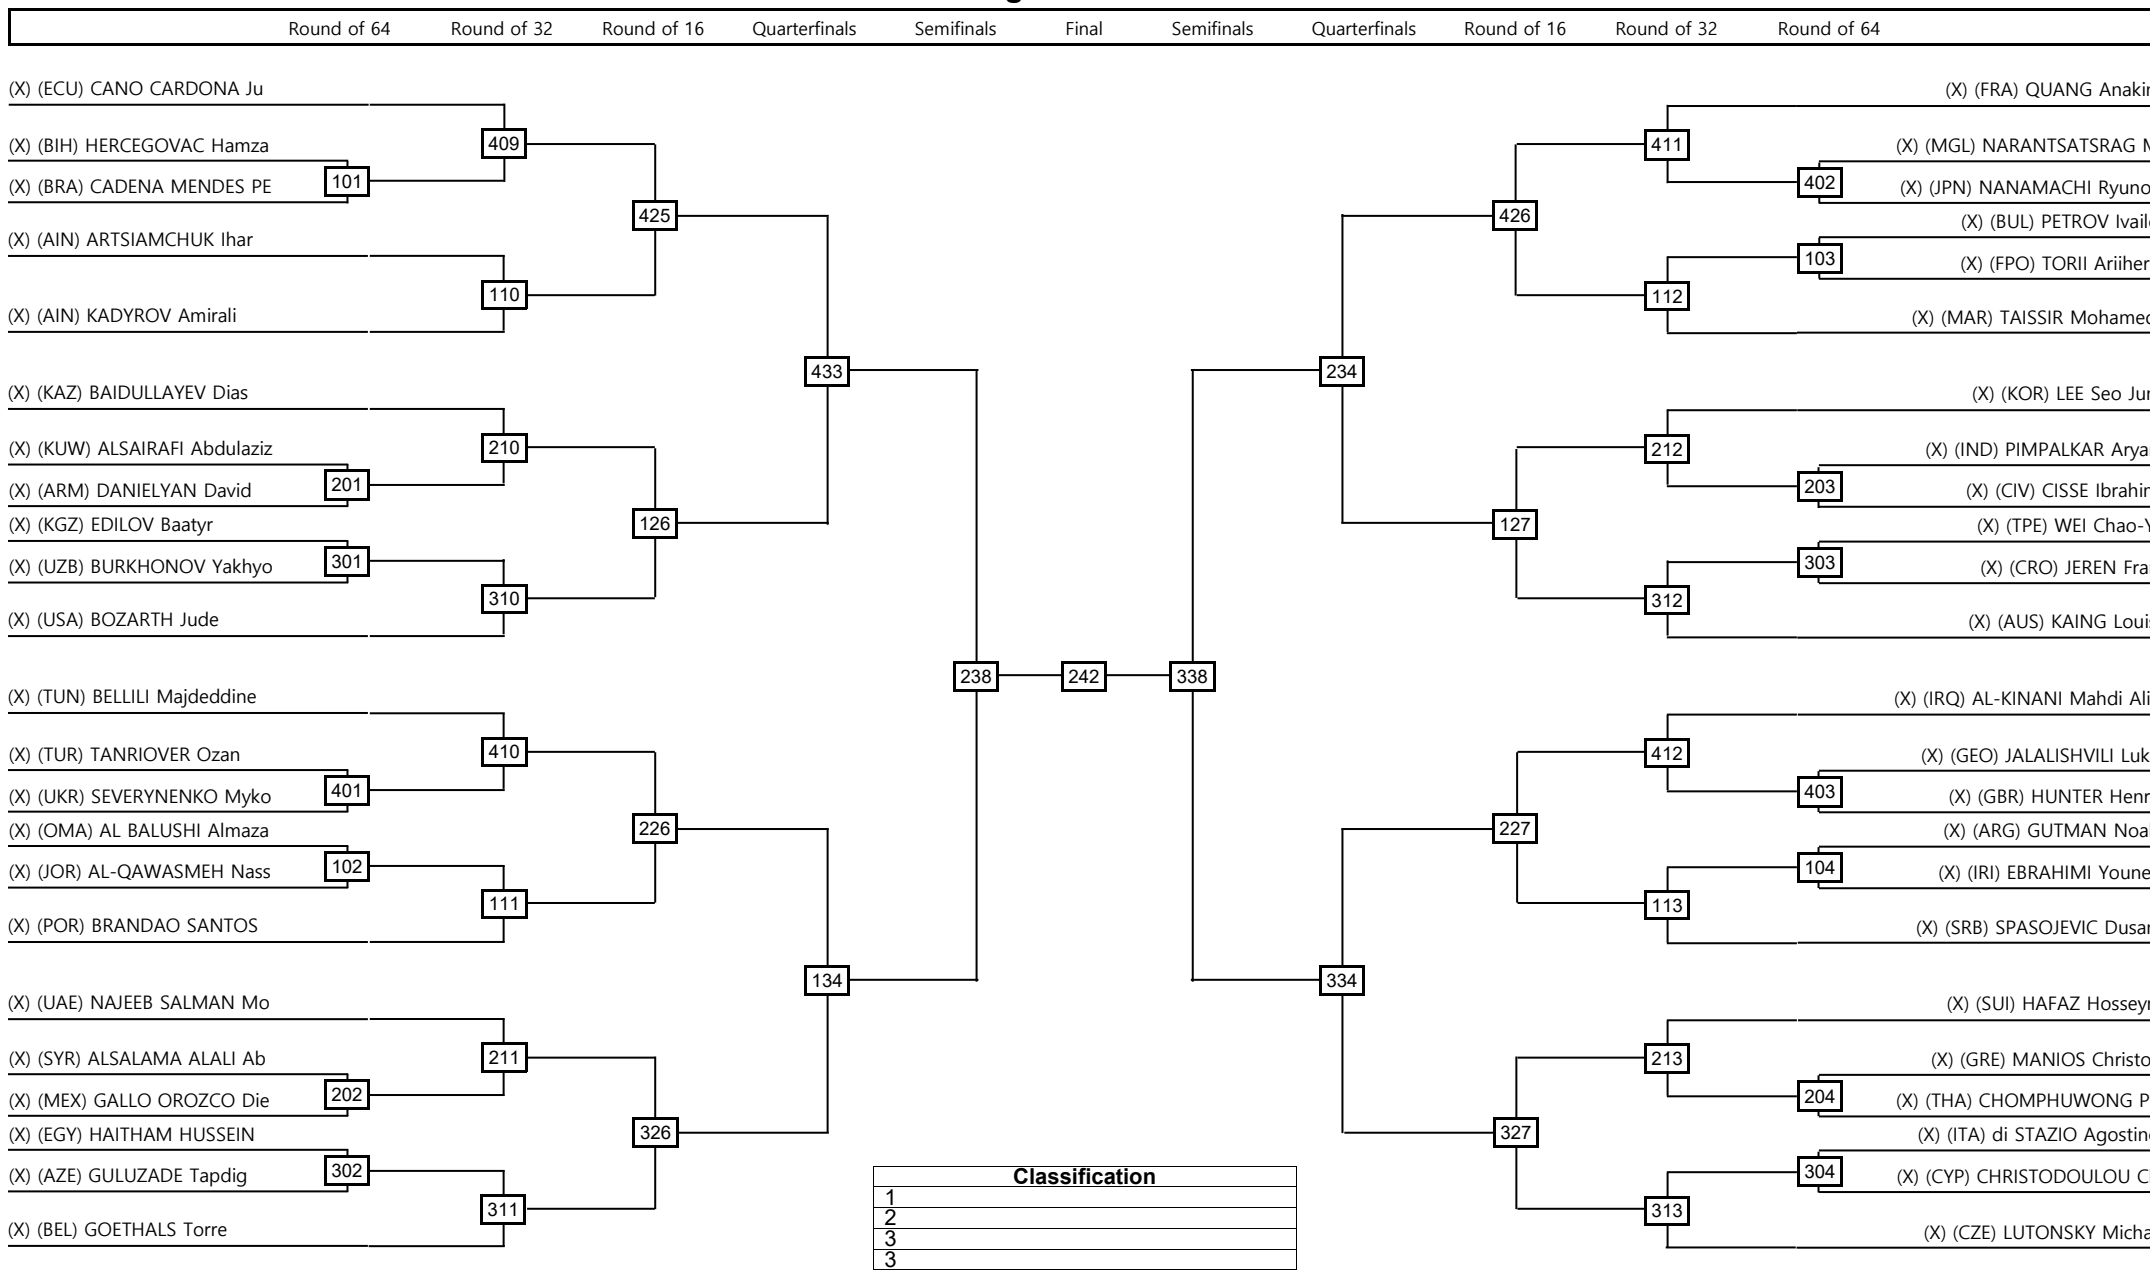 Round of 64 Round of 32 Round of 16 Quarterfinals Semifinals Final Semifinals Quarterfinals Round of 16 Round of 32 Round of 64
(X) (ECU) CANO CARDONA Ju
(X) (BIH) HERCEGOVAC Hamza
(X) (BRA) CADENA MENDES PE
(X) (AIN) ARTSIAMCHUK Ihar
(X) (AIN) KADYROV Amirali
(X) (KAZ) BAIDULLAYEV Dias
(X) (KUW) ALSAIRAFI Abdulaziz
(X) (ARM) DANIELYAN David
(X) (KGZ) EDILOV Baatyr
(X) (UZB) BURKHONOV Yakhyo
(X) (USA) BOZARTH Jude
(X) (TUN) BELLILI Majdeddine
(X) (TUR) TANRIOVER Ozan
(X) (UKR) SEVERYNENKO Myko
(X) (OMA) AL BALUSHI Almaza
(X) (JOR) AL-QAWASMEH Nass
(X) (POR) BRANDAO SANTOS
(X) (UAE) NAJEEB SALMAN Mo
(X) (SYR) ALSALAMA ALALI Ab
(X) (MEX) GALLO OROZCO Die
(X) (EGY) HAITHAM HUSSEIN
(X) (AZE) GULUZADE Tapdig
(X) (BEL) GOETHALS Torre
101
201
301
401
102
202
302
409
110
210
310
410
111
211
311
425
126
226
326
433
134
238
242
338
234
334
426
127
227
327
411
112
212
312
412
113
213
313
402
103
203
303
403
104
204
304
(X) (FRA) QUANG Anakin
(X) (MGL) NARANTSATSRAG M
(X) (JPN) NANAMACHI Ryuno
(X) (BUL) PETROV Ivail
(X) (FPO) TORII Ariiher
(X) (MAR) TAISSIR Mohamed
(X) (KOR) LEE Seo Jun
(X) (IND) PIMPALKAR Arya
(X) (CIV) CISSE Ibrahim
(X) (TPE) WEI Chao-Y
(X) (CRO) JEREN Fra
(X) (AUS) KAING Louis
(X) (IRQ) AL-KINANI Mahdi Ali
(X) (GEO) JALALISHVILI Luk
(X) (GBR) HUNTER Henr
(X) (ARG) GUTMAN Noa
(X) (IRI) EBRAHIMI Youne
(X) (SRB) SPASOJEVIC Dusan
(X) (SUI) HAFAZ Hosseyn
(X) (GRE) MANIOS Christo
(X) (THA) CHOMPHUWONG P
(X) (ITA) di STAZIO Agostino
(X) (CYP) CHRISTODOULOU C
(X) (CZE) LUTONSKY Micha
Classification
1
2
3
3